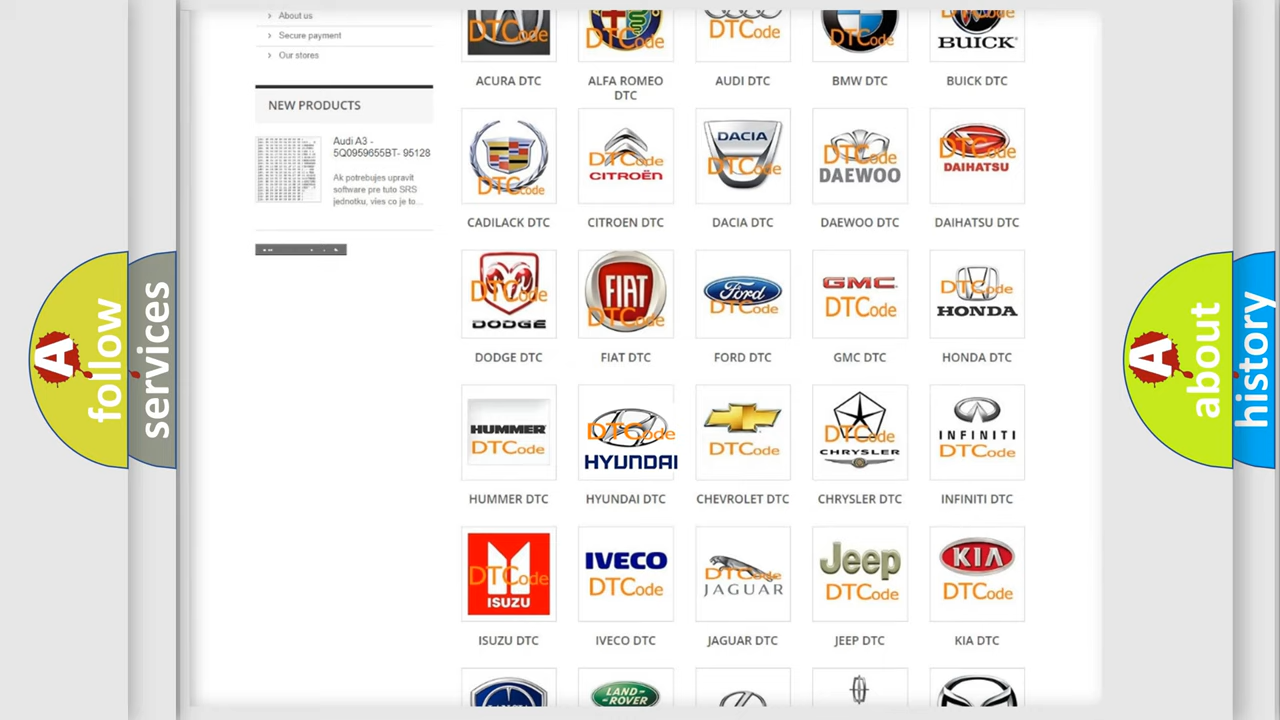 About us
Secure payment
Our stores
NEW PRODUCTS
Audi A3 -
5Q0959655BT- 95128
Ak potrebujes upravit
software pre tuto SRS
jednotku, vies co je to...
DTCode
DTCode
DTCode
DTCode
BUICK
ACURA DTC
ALFA ROMEO
DTC
AUDI DTC
BMW DTC
BUICK DTC
DTCode
DTCode
CITROËN
DACIA
DTCode
DTCode
DAEWOO
DTCode
DAIHATSU
CADILACK DTC
CITROEN DTC
DACIA DTC
DAEWOO DTC
DAIHATSU DTC
DTCode
DODGE
FIAT
DTCode
Ford
DTCode
GMC
DTCode
DTCode
HONDA
DODGE DTC
FIAT DTC
FORD DTC
GMC DTC
HONDA DTC
HUMMER
DTCode
DTCode
HYUNDAI
DTCode
DTCode
CHRYSLER
INFINITI
DTCode
HUMMER DTC
HYUNDAI DTC
CHEVROLET DTC
CHRYSLER DTC
INFINITI DTC
DTCode
ISUZU
IVECO
DTCode
DTCode
JAGUAR
Jeep
DTCode
KIA
DTCode
ISUZU DTC
IVECO DTC
JAGUAR DTC
JEEP DTC
KIA DTC
LAND-
ROVER
A
follow
services
A
about
history